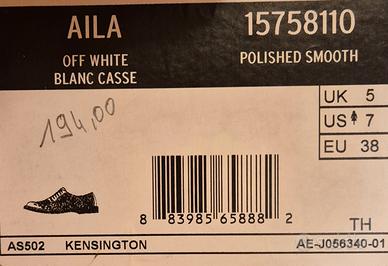 AILA
15758110
OFF WHITE
BLANC CASSE
POLISHED SMOOTH
UK 5
US 7
EU 38
194,00
8 83985 65888 2
TH
AS502 KENSINGTON
AE-J056340-01